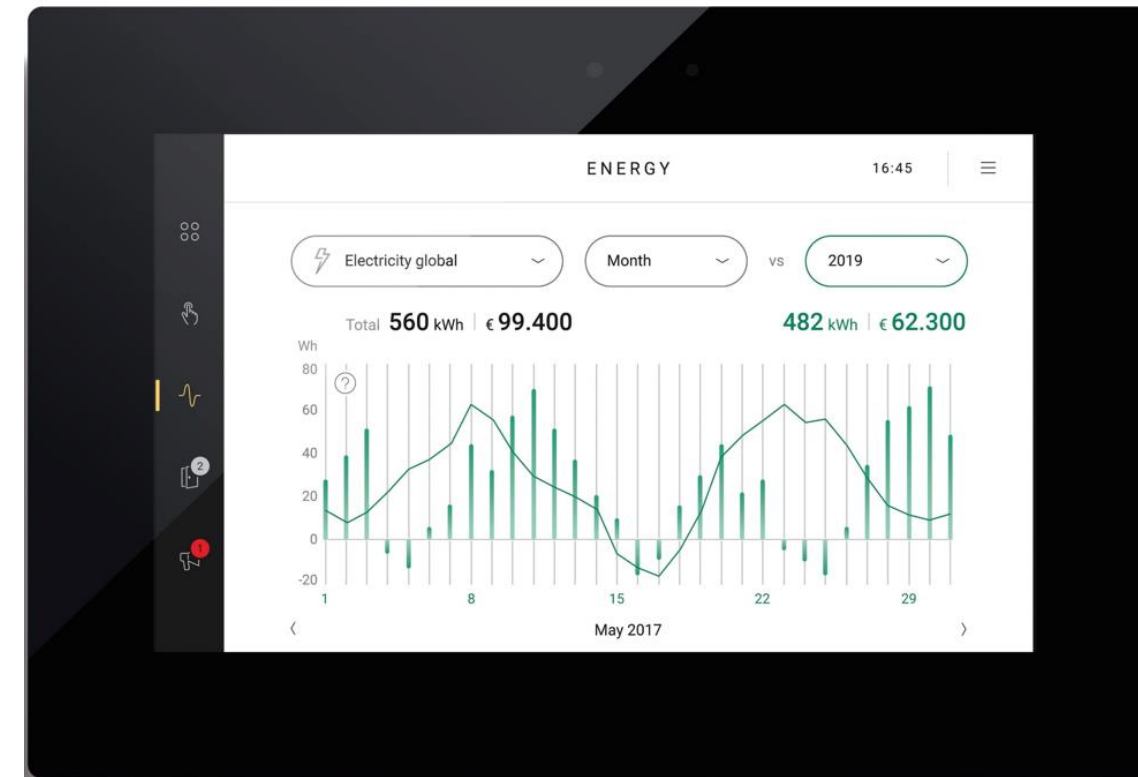 ENERGY 16:45
Electricity global Month vs 2019
Total 560 kWh € 99.400 482 kWh € 62.300
Wh
80
?
60
40
2
20
0
1
-20
1 8 15 22 29
May 2017